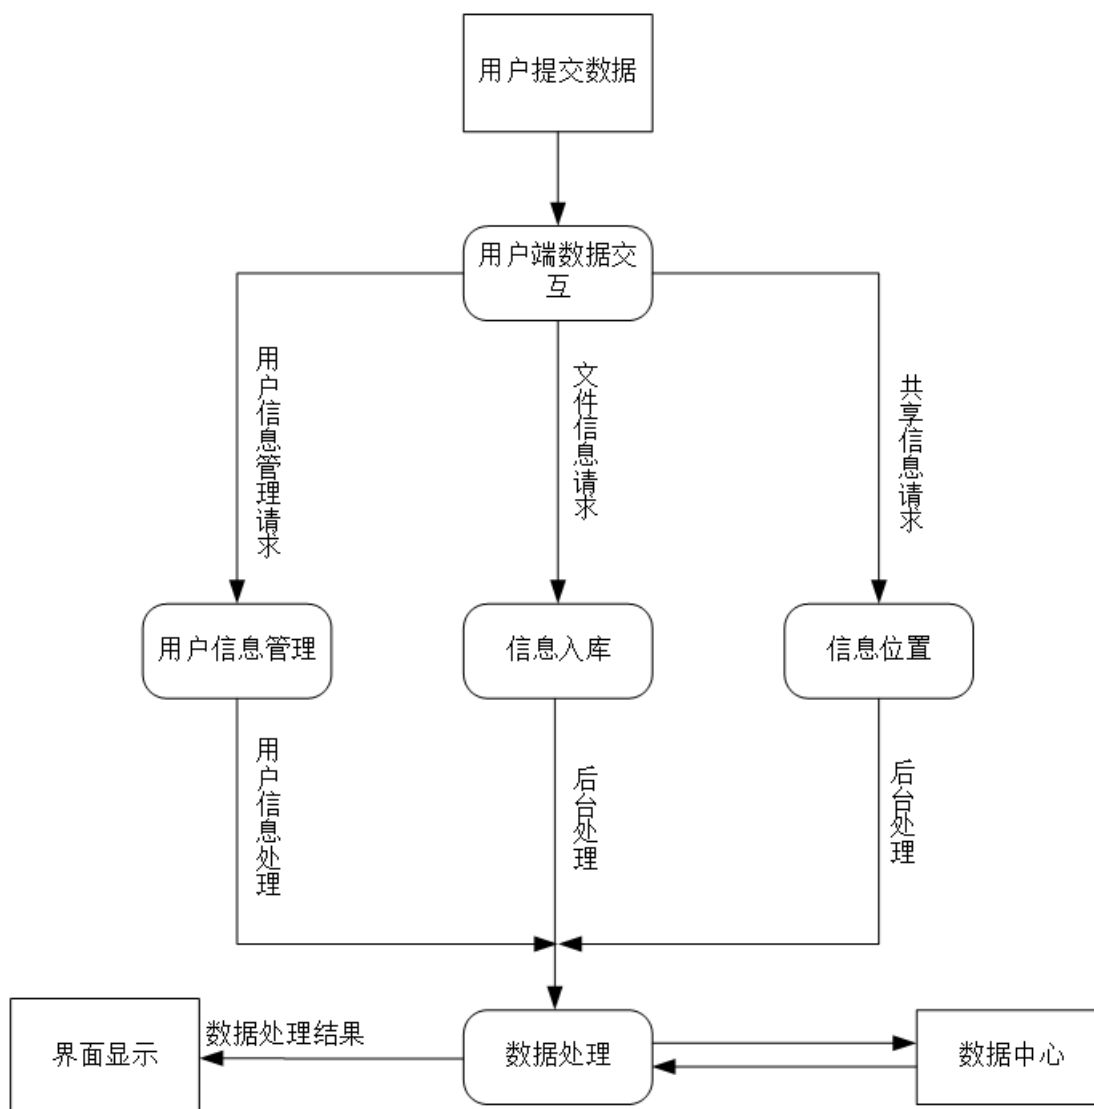 用户提交数据
用户端数据交
互
用户信息管理请求
文件信息请求
共享信息请求
用户信息管理
信息入库
信息位置
用户信息处理
后台处理
后台处理
界面显示
数据处理结果
数据处理
数据中心